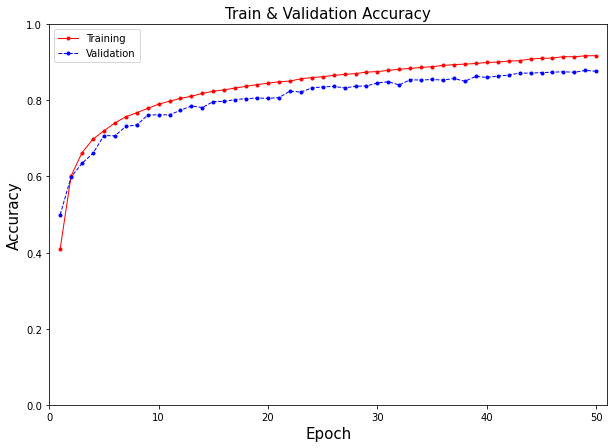 Train & Validation Accuracy
Training
Validation
1.0
0.8
0.6
0.4
0.2
0.0
Accuracy
0 10 20 30 40 50
Epoch